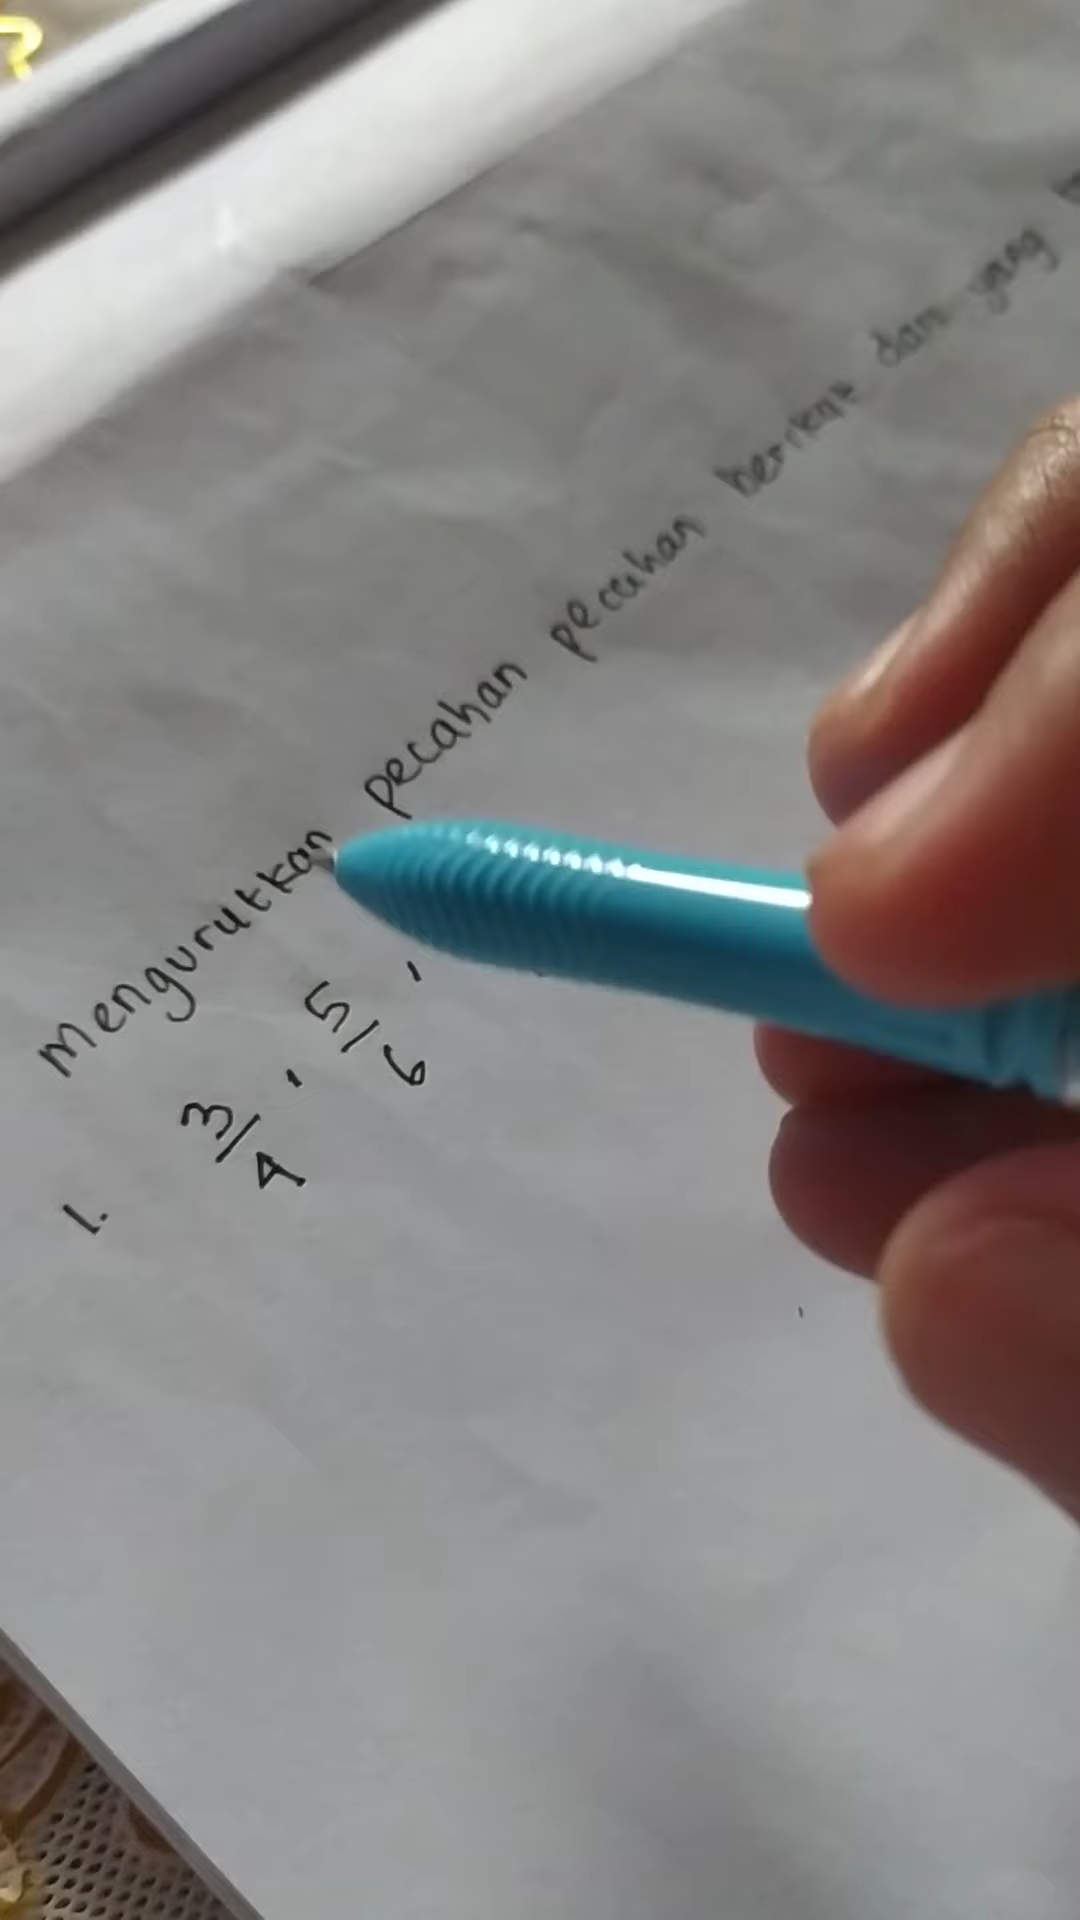 mengurutkan pecahan pecahan berikut dari yang
1. 3/4, 5/6,